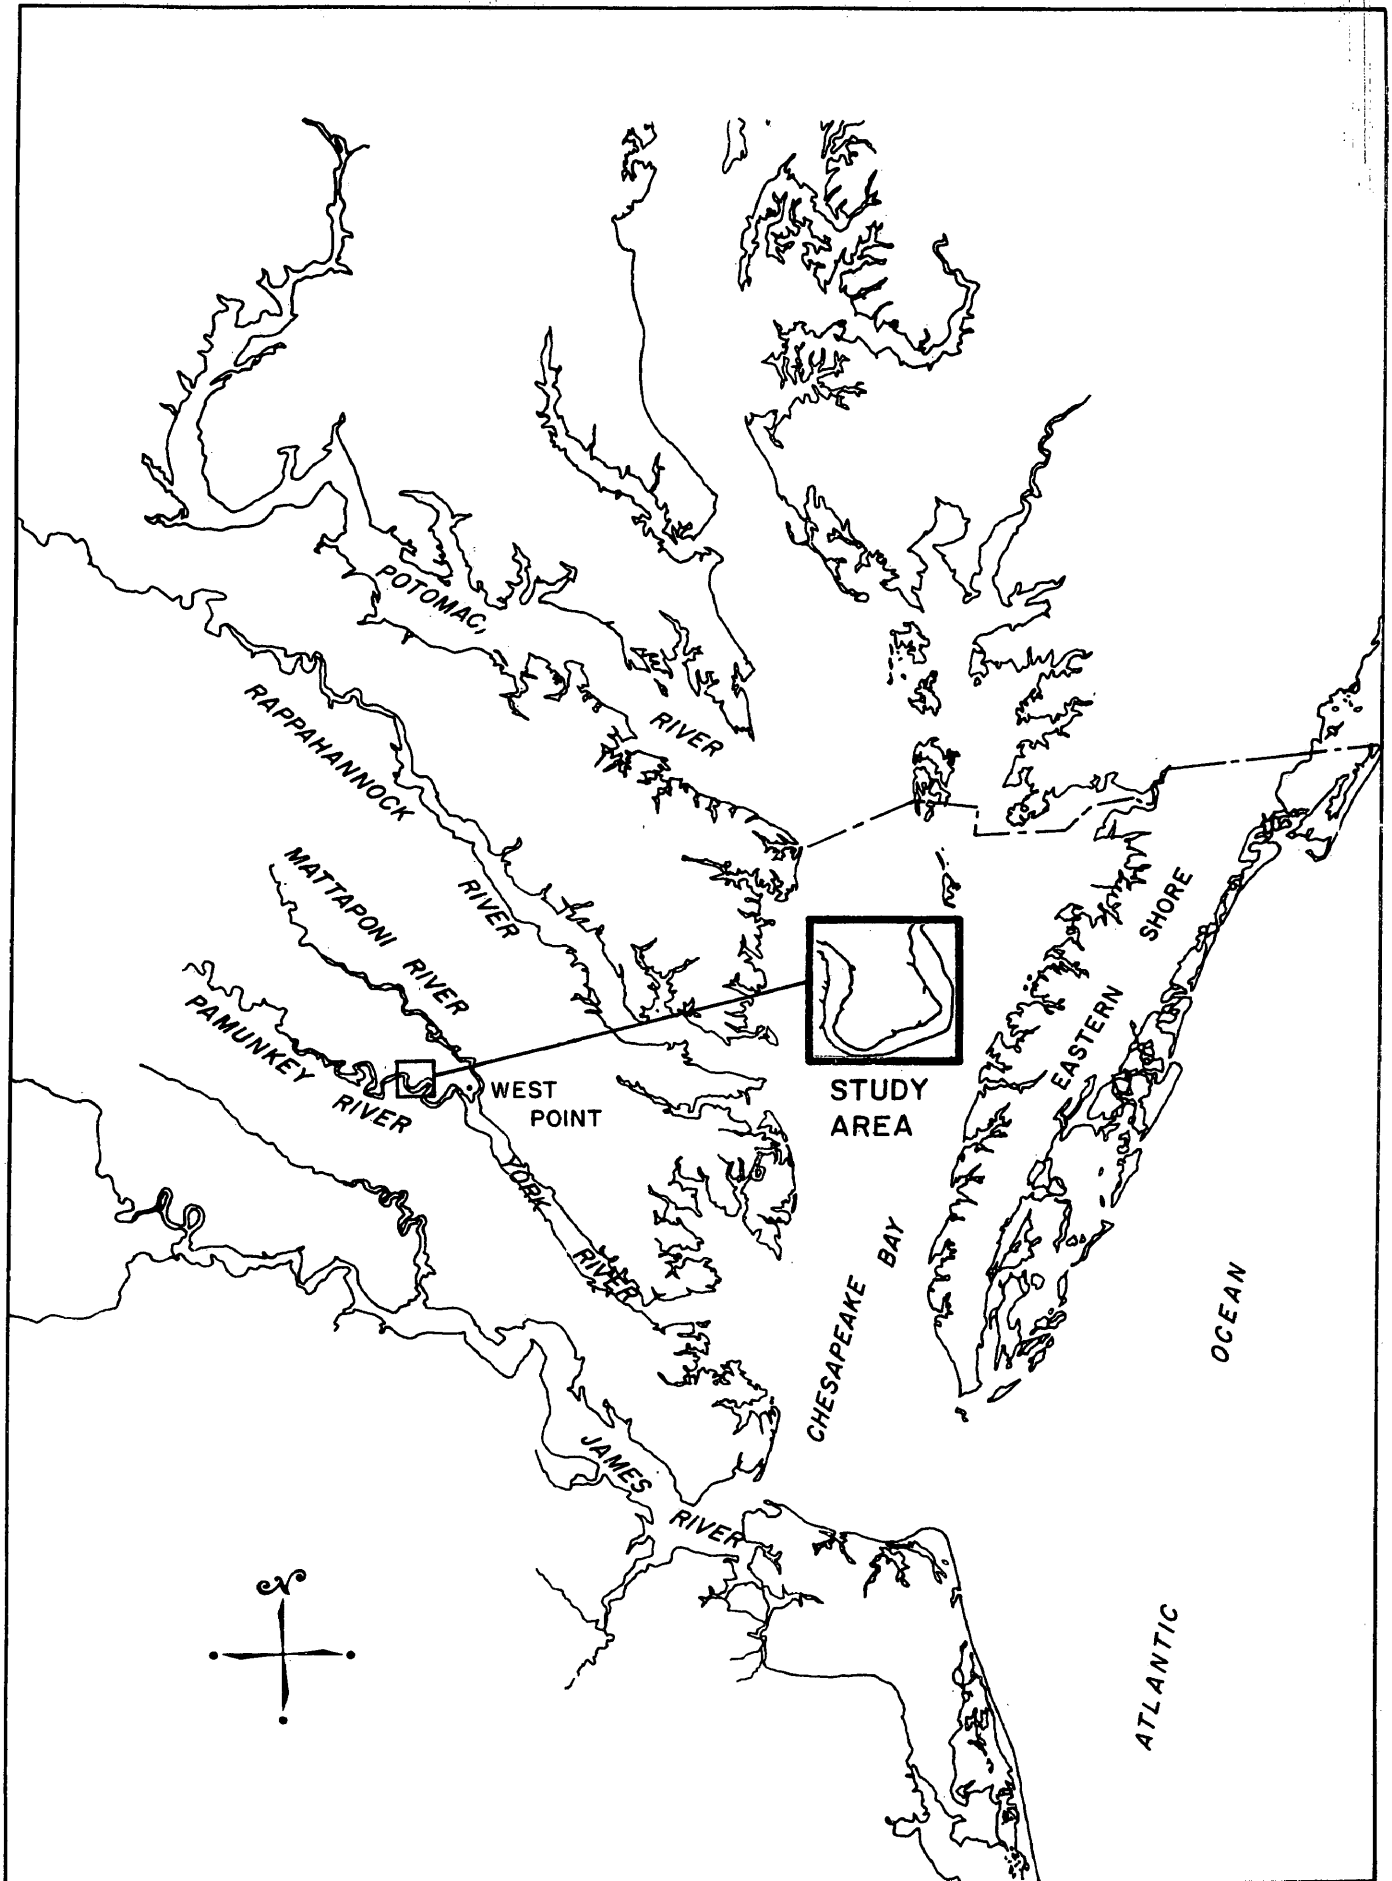 POTOMAC,
RIVER
RAPPAHANNOCK
RIVER
MATTAPONI RIVER
PAMUNKEY
RIVER
WEST
POINT
STUDY
AREA
EASTERN SHORE
YORK
RIVER
CHESAPEAKE BAY
JAMES
RIVER
ATLANTIC OCEAN
N